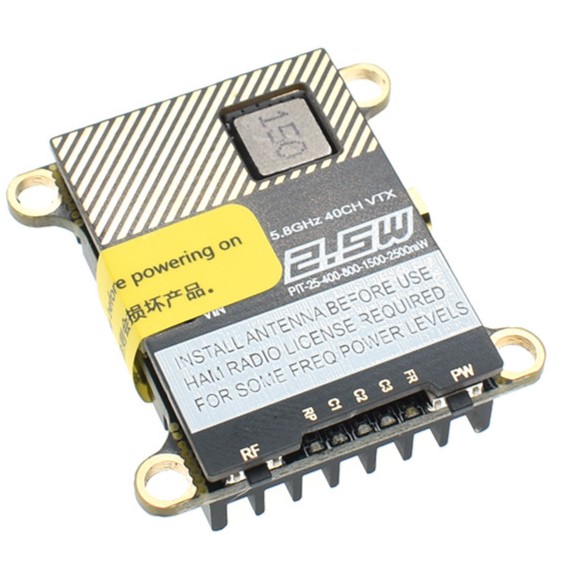 150
5.8GHz 40CH VTX
2.5W
PIT-25-400-800-1500-2500mW
powering on
损坏产品。
VIN
INSTALL ANTENNA BEFORE USE
HAM RADIO LICENSE REQUIRED
FOR SOME FREQ POWER LEVELS
RP C1 C2 C3 FR
RF PW